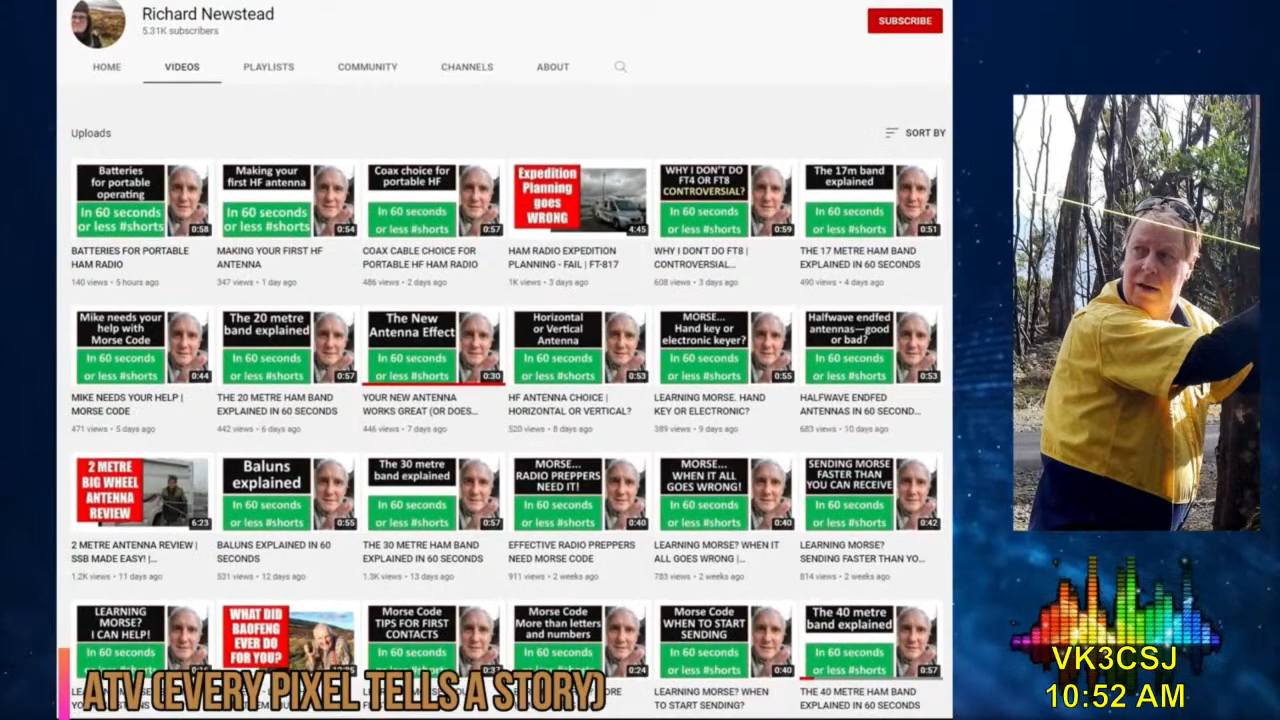 Richard Newstead
5.31K subscribers
SUBSCRIBE
HOME VIDEOS PLAYLISTS COMMUNITY CHANNELS ABOUT
Uploads
SORT BY
Batteries
for portable
operating
In 60 seconds
or less #shorts
0:58
BATTERIES FOR PORTABLE
HAM RADIO
140 views • 5 hours ago
Making your
first HF antenna
In 60 seconds
or less #shorts
0:54
MAKING YOUR FIRST HF
ANTENNA
347 views • 1 day ago
Coax choice for
portable HF
In 60 seconds
or less #shorts
0:57
COAX CABLE CHOICE FOR
PORTABLE HF HAM RADIO
486 views • 2 days ago
Expedition
Planning
goes
WRONG
4:45
HAM RADIO EXPEDITION
PLANNING - FAIL | FT-817
1K views • 3 days ago
WHY I DON'T DO
FT4 OR FT8
CONTROVERSIAL?
In 60 seconds
or less #shorts
0:59
WHY I DON'T DO FT8 |
CONTROVERSIAL...
608 views • 3 days ago
The 17m band
explained
In 60 seconds
or less #shorts
0:51
THE 17 METRE HAM BAND
EXPLAINED IN 60 SECONDS
490 views • 4 days ago
Mike needs your
help with
Morse Code
In 60 seconds
or less #shorts
0:44
MIKE NEEDS YOUR HELP |
MORSE CODE
471 views • 5 days ago
The 20 metre
band explained
In 60 seconds
or less #shorts
0:57
THE 20 METRE HAM BAND
EXPLAINED IN 60 SECONDS
442 views • 6 days ago
The New
Antenna Effect
In 60 seconds
or less #shorts
0:30
YOUR NEW ANTENNA
WORKS GREAT (OR DOES...
446 views • 7 days ago
Horizontal
or Vertical
Antenna
In 60 seconds
or less #shorts
0:53
HF ANTENNA CHOICE |
HORIZONTAL OR VERTICAL?
520 views • 8 days ago
MORSE...
Hand key or
electronic keyer?
In 60 seconds
or less #shorts
0:55
LEARNING MORSE. HAND
KEY OR ELECTRONIC?
389 views • 9 days ago
Halfwave endfed
antennas—good
or bad?
In 60 seconds
or less #shorts
0:53
HALFWAVE ENDFED
ANTENNAS IN 60 SECOND...
683 views • 10 days ago
2 METRE
BIG WHEEL
ANTENNA
REVIEW
6:23
2 METRE ANTENNA REVIEW |
SSB MADE EASY! |...
1.2K views • 11 days ago
Baluns
explained
In 60 seconds
or less #shorts
0:55
BALUNS EXPLAINED IN 60
SECONDS
531 views • 12 days ago
The 30 metre
band explained
In 60 seconds
or less #shorts
0:57
THE 30 METRE HAM BAND
EXPLAINED IN 60 SECONDS
1.3K views • 13 days ago
MORSE...
RADIO PREPPERS
NEED IT!
In 60 seconds
or less #shorts
0:40
EFFECTIVE RADIO PREPPERS
NEED MORSE CODE
911 views • 2 weeks ago
MORSE...
WHEN IT ALL
GOES WRONG!
In 60 seconds
or less #shorts
0:40
LEARNING MORSE? WHEN IT
ALL GOES WRONG |...
783 views • 2 weeks ago
SENDING MORSE
FASTER THAN
YOU CAN RECEIVE
In 60 seconds
or less #shorts
0:42
LEARNING MORSE?
SENDING FASTER THAN YO...
814 views • 2 weeks ago
LEARNING
MORSE?
I CAN HELP!
In 60 seconds
WHAT DID
BAOFENG
EVER DO
FOR YOU?
Morse Code
TIPS FOR FIRST
CONTACTS
In 60 seconds
or less #shorts
Morse Code
More than letters
and numbers
In 60 seconds
or less #shorts
0:24
Morse Code
WHEN TO START
SENDING
In 60 seconds
or less #shorts
0:40
LEARNING MORSE? WHEN
TO START SENDING?
The 40 metre
band explained
In 60 seconds
or less #shorts
0:57
THE 40 METRE HAM BAND
EXPLAINED IN 60 SECONDS
ATV (EVERY PIXEL TELLS A STORY)
VK3CSJ
10:52 AM